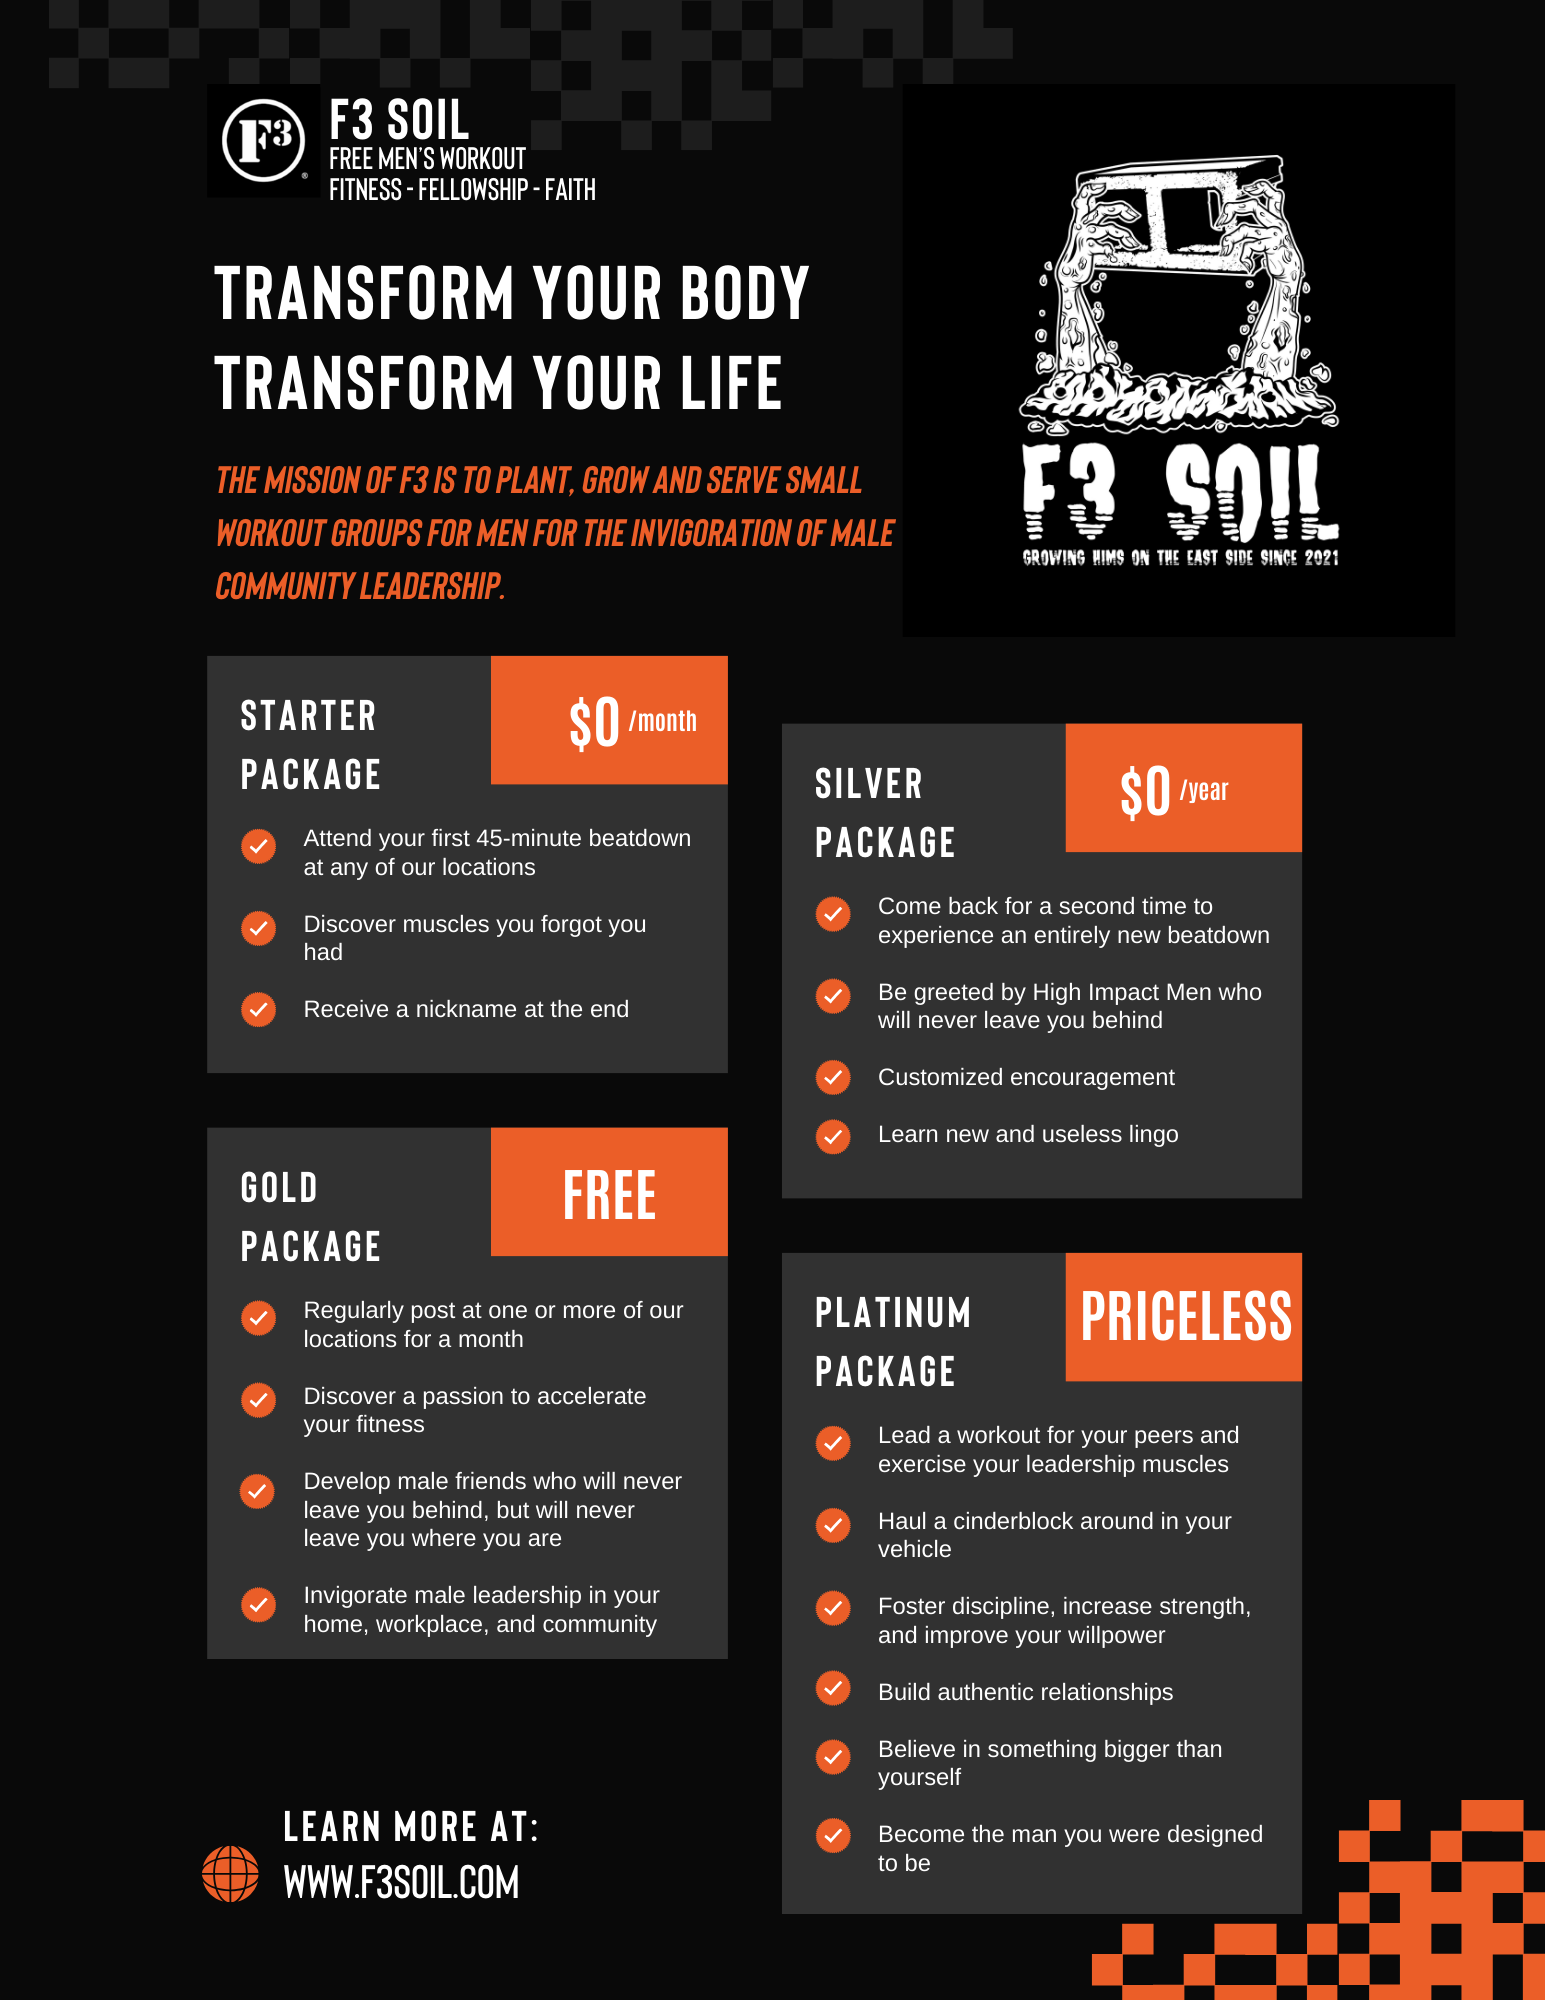 F3
®
F3 SOIL
FREE MEN'S WORKOUT
FITNESS - FELLOWSHIP - FAITH
TRANSFORM YOUR BODY
TRANSFORM YOUR LIFE
THE MISSION OF F3 IS TO PLANT, GROW AND SERVE SMALL
WORKOUT GROUPS FOR MEN FOR THE INVIGORATION OF MALE
COMMUNITY LEADERSHIP.
F3 SOIL
GROWING HIMS ON THE EAST SIDE SINCE 2021
STARTER
PACKAGE
$0 /month
Attend your first 45-minute beatdown
at any of our locations
Discover muscles you forgot you
had
Receive a nickname at the end
SILVER
PACKAGE
$0 /year
Come back for a second time to
experience an entirely new beatdown
Be greeted by High Impact Men who
will never leave you behind
Customized encouragement
Learn new and useless lingo
GOLD
PACKAGE
FREE
Regularly post at one or more of our
locations for a month
Discover a passion to accelerate
your fitness
Develop male friends who will never
leave you behind, but will never
leave you where you are
Invigorate male leadership in your
home, workplace, and community
PLATINUM
PACKAGE
PRICELESS
Lead a workout for your peers and
exercise your leadership muscles
Haul a cinderblock around in your
vehicle
Foster discipline, increase strength,
and improve your willpower
Build authentic relationships
Believe in something bigger than
yourself
Become the man you were designed
to be
LEARN MORE AT:
WWW.F3SOIL.COM